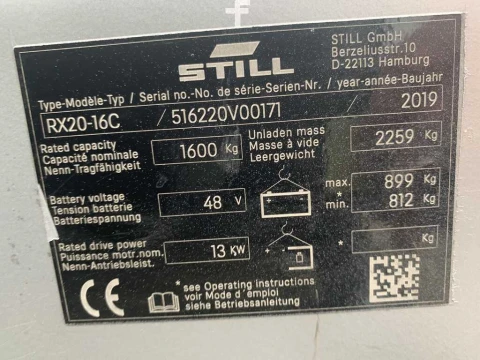 STILL
STILL GmbH
Berzeliusstr.10
D-22113 Hamburg
Type-Modèle-Typ / Serial no.-No. de série-Serien-Nr. / year-année-Baujahr
RX20-16C / 516220V00171 / 2019
Rated capacity
Capacité nominale
Nenn-Tragfähigkeit
1600 Kg
Unladen mass
Masse à vide
Leergewicht
2259 Kg
Battery voltage
Tension batterie
Batteriespannung
48 V
max. 899 Kg
*
min. 812 Kg
Rated drive power
Puissance motr.nom.
Nenn-Antriebsleist.
13 KW
* Kg
CE
*see Operating instructions
voir Mode d'emploi
siehe Betriebsanleitung